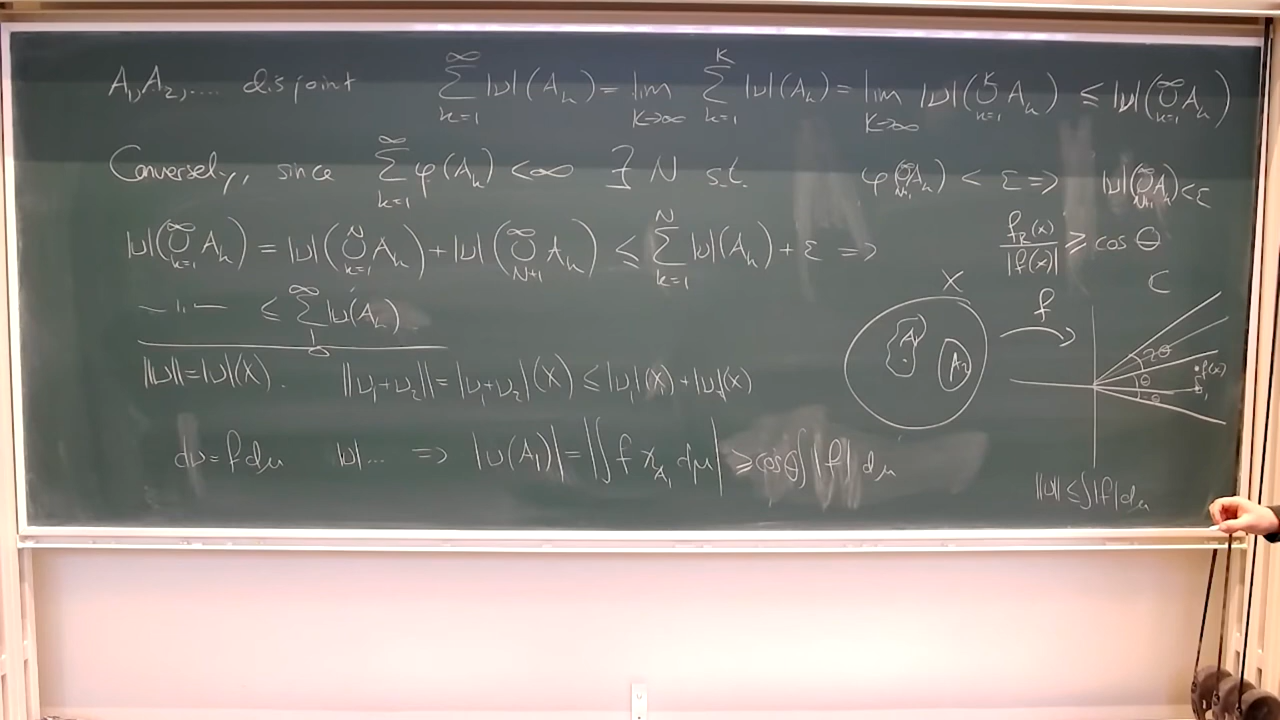 A₁, A₂, .... disjoint ∑_{k=1}^{∞} |ν|(A_k) = lim_{K→∞} ∑_{k=1}^{K} |ν|(A_k) = lim_{K→∞} |ν|(⋃_{k=1}^{K} A_k) ≤ |ν|(⋃_{k=1}^{∞} A_k)
Conversely, since ∑_{k=1}^{∞} φ(A_k) < ∞ ∃ N s.t. φ(⋃_{N+1}^{∞} A_k) < ε ⇒ |ν|(⋃_{N+1}^{∞} A_k) < ε
|ν|(⋃_{k=1}^{∞} A_k) = |ν|(⋃_{k=1}^{N} A_k) + |ν|(⋃_{N+1}^{∞} A_k) ≤ ∑_{k=1}^{N} |ν|(A_k) + ε ⇒
— " — ≤ ∑_{1}^{∞} |ν|(A_k)
||ν|| = |ν|(X). ||ν₁+ν₂|| = |ν₁+ν₂|(X) ≤ |ν₁|(X) + |ν₂|(X)
dν = f dμ |ν|... ⇒ |ν(A₁)| = |∫ f χ_{A₁} dμ| ≥ cosθ ∫ |f| dμ
f_R(x)/|f(x)| ≥ cos θ
X f C
A₁ A₂
2θ
θ
-θ
f(x)
||ν|| ≤ ∫|f|dμ